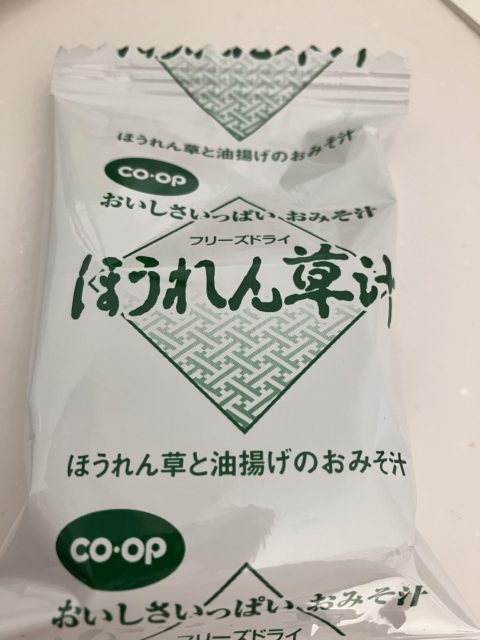 ほうれん草と油揚げのおみそ汁
CO・OP
おいしさいっぱい、おみそ汁
フリーズドライ
ほうれん草汁
ほうれん草と油揚げのおみそ汁
CO・OP
おいしさいっぱい、おみそ汁
フリーズドライ